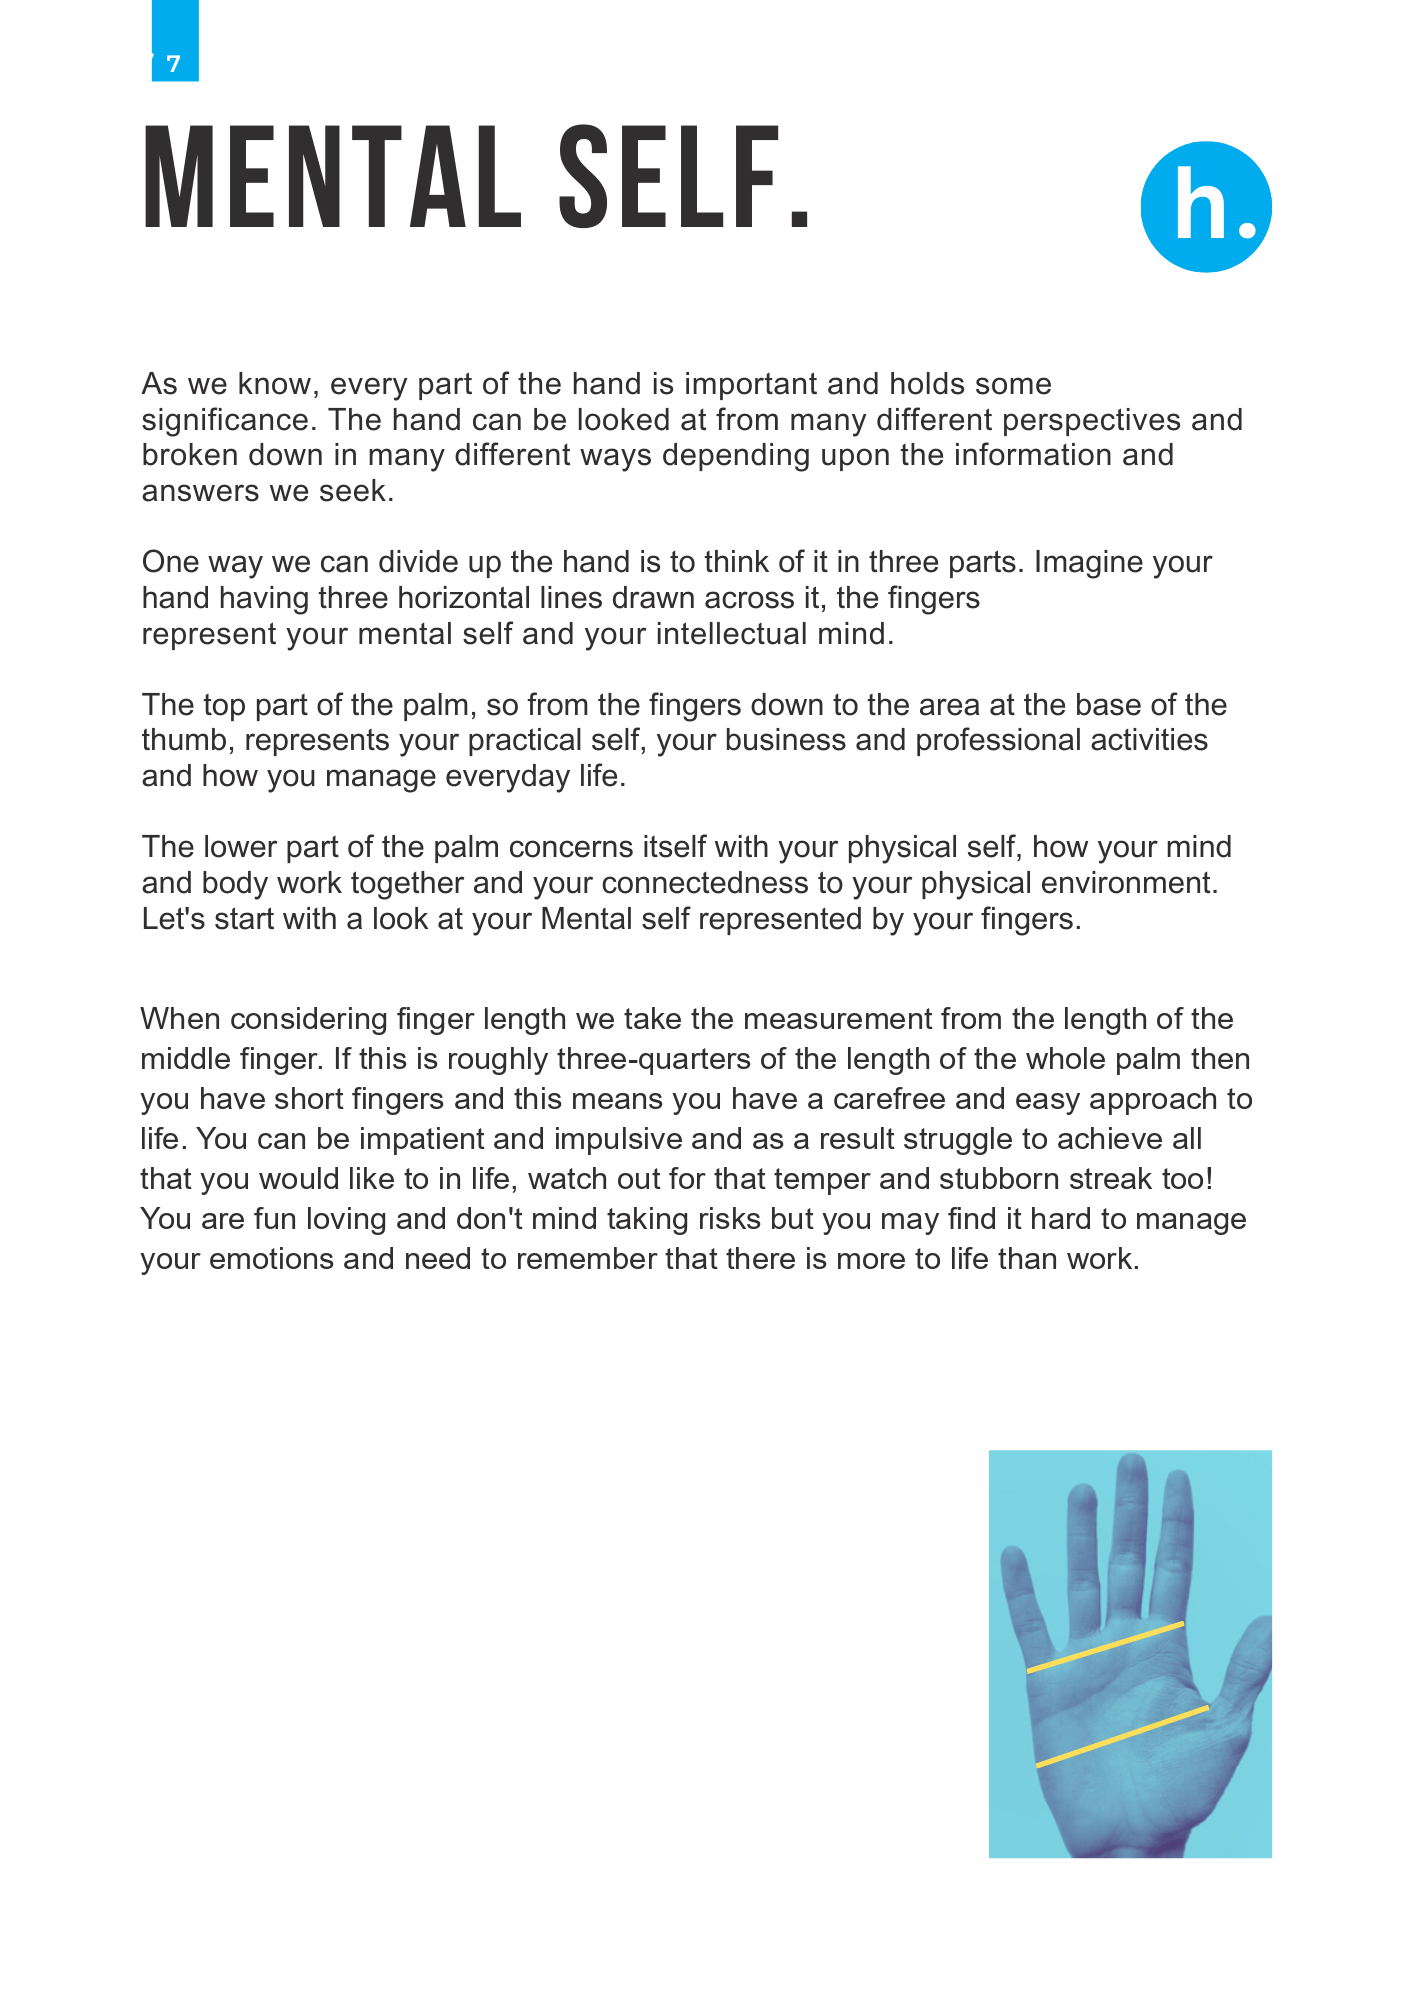 7
MENTAL SELF.
h.
As we know, every part of the hand is important and holds some
significance. The hand can be looked at from many different perspectives and
broken down in many different ways depending upon the information and
answers we seek.
One way we can divide up the hand is to think of it in three parts. Imagine your
hand having three horizontal lines drawn across it, the fingers
represent your mental self and your intellectual mind.
The top part of the palm, so from the fingers down to the area at the base of the
thumb, represents your practical self, your business and professional activities
and how you manage everyday life.
The lower part of the palm concerns itself with your physical self, how your mind
and body work together and your connectedness to your physical environment.
Let's start with a look at your Mental self represented by your fingers.
When considering finger length we take the measurement from the length of the
middle finger. If this is roughly three-quarters of the length of the whole palm then
you have short fingers and this means you have a carefree and easy approach to
life. You can be impatient and impulsive and as a result struggle to achieve all
that you would like to in life, watch out for that temper and stubborn streak too!
You are fun loving and don't mind taking risks but you may find it hard to manage
your emotions and need to remember that there is more to life than work.